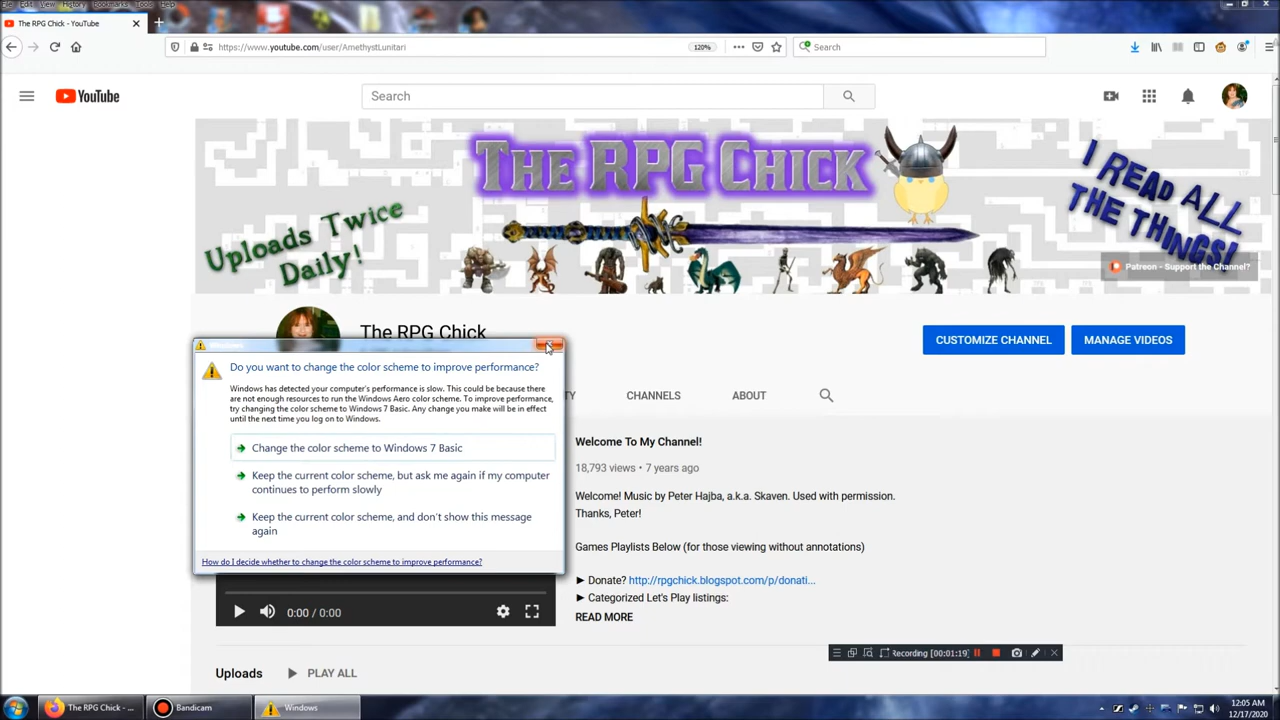 File Edit View History Bookmarks Tools Help
The RPG Chick - YouTube
https://www.youtube.com/user/AmethystLunitari
120%
Search
YouTube
Search
THE RPG CHICK
Uploads Twice
Daily!
I READ ALL
THE THINGS!
Patreon - Support the Channel?
The RPG Chick
CUSTOMIZE CHANNEL
MANAGE VIDEOS
CHANNELS
ABOUT
Windows
Do you want to change the color scheme to improve performance?
Windows has detected your computer's performance is slow. This could be because there
are not enough resources to run the Windows Aero color scheme. To improve performance,
try changing the color scheme to Windows 7 Basic. Any change you make will be in effect
until the next time you log on to Windows.
Change the color scheme to Windows 7 Basic
Keep the current color scheme, but ask me again if my computer
continues to perform slowly
Keep the current color scheme, and don't show this message
again
How do I decide whether to change the color scheme to improve performance?
Welcome To My Channel!
18,793 views • 7 years ago
Welcome! Music by Peter Hajba, a.k.a. Skaven. Used with permission.
Thanks, Peter!
Games Playlists Below (for those viewing without annotations)
► Donate? http://rpgchick.blogspot.com/p/donati...
► Categorized Let's Play listings:
READ MORE
0:00 / 0:00
Recording [00:01:19]
Uploads
PLAY ALL
The RPG Chick - ...
Bandicam
Windows
12:05 AM
12/17/2020